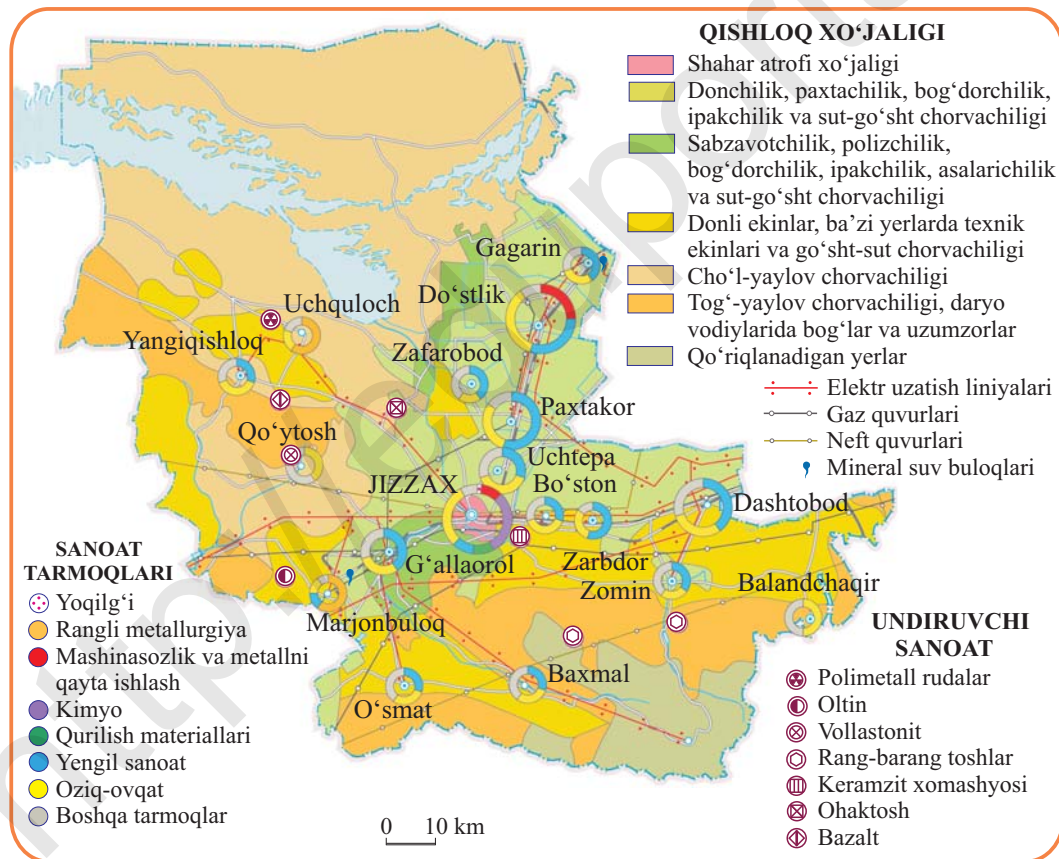 QISHLOQ XO‘JALIGI
Shahar atrofi xo‘jaligi
Donchilik, paxtachilik, bog‘dorchilik,
ipakchilik va sut-go‘sht chorvachiligi
Sabzavotchilik, polizchilik,
bog‘dorchilik, ipakchilik, asalarichilik
va sut-go‘sht chorvachiligi
Donli ekinlar, ba’zi yerlarda texnik
ekinlari va go‘sht-sut chorvachiligi
Cho‘l-yaylov chorvachiligi
Tog‘-yaylov chorvachiligi, daryo
vodiylarida bog‘lar va uzumzorlar
Qo‘riqlanadigan yerlar
Elektr uzatish liniyalari
Gaz quvurlari
Neft quvurlari
Mineral suv buloqlari
Gagarin
Do‘stlik
Uchquloch
Yangiqishloq
Zafarobod
Paxtakor
Qo‘ytosh
Uchtepa
JIZZAX
Bo‘ston
Dashtobod
G‘allaorol
Zarbdor
Zomin
Balandchaqir
Marjonbuloq
Baxmal
O‘smat
SANOAT
TARMOQLARI
Yoqilg‘i
Rangli metallurgiya
Mashinasozlik va metallni
qayta ishlash
Kimyo
Qurilish materiallari
Yengil sanoat
Oziq-ovqat
Boshqa tarmoqlar
0 10 km
UNDIRUVCHI
SANOAT
Polimetall rudalar
Oltin
Vollastonit
Rang-barang toshlar
Keramzit xomashyosi
Ohaktosh
Bazalt